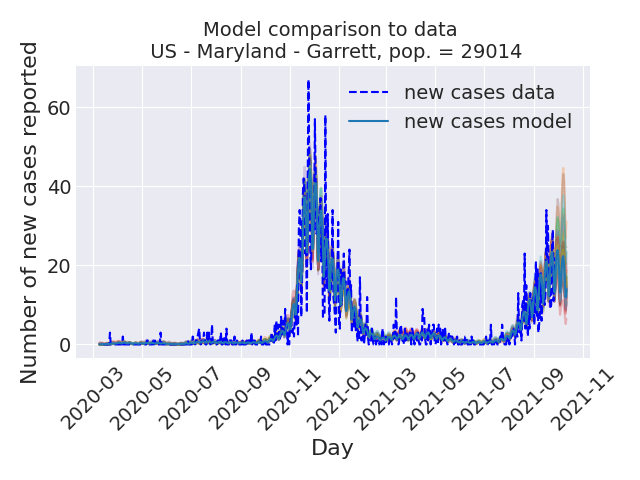 Model comparison to data
US - Maryland - Garrett, pop. = 29014
Number of new cases reported
60
40
20
0
new cases data
new cases model
2020-03
2020-05
2020-07
2020-09
2020-11
2021-01
2021-03
2021-05
2021-07
2021-09
2021-11
Day